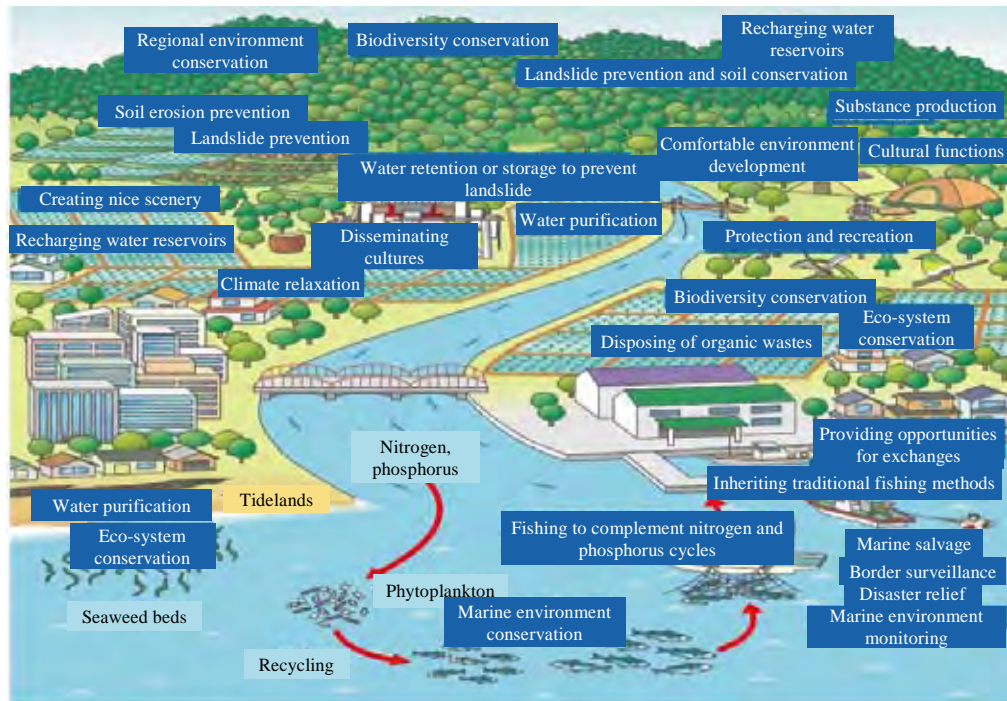 Regional environment
conservation
Biodiversity conservation
Recharging water
reservoirs
Landslide prevention and soil conservation
Soil erosion prevention
Landslide prevention
Substance production
Comfortable environment
development
Cultural functions
Water retention or storage to prevent
landslide
Creating nice scenery
Water purification
Recharging water reservoirs
Disseminating
cultures
Protection and recreation
Climate relaxation
Biodiversity conservation
Eco-system
conservation
Disposing of organic wastes
Nitrogen,
phosphorus
Providing opportunities
for exchanges
Inheriting traditional fishing methods
Tidelands
Water purification
Eco-system
conservation
Fishing to complement nitrogen and
phosphorus cycles
Marine salvage
Border surveillance
Disaster relief
Marine environment
monitoring
Phytoplankton
Seaweed beds
Marine environment
conservation
Recycling